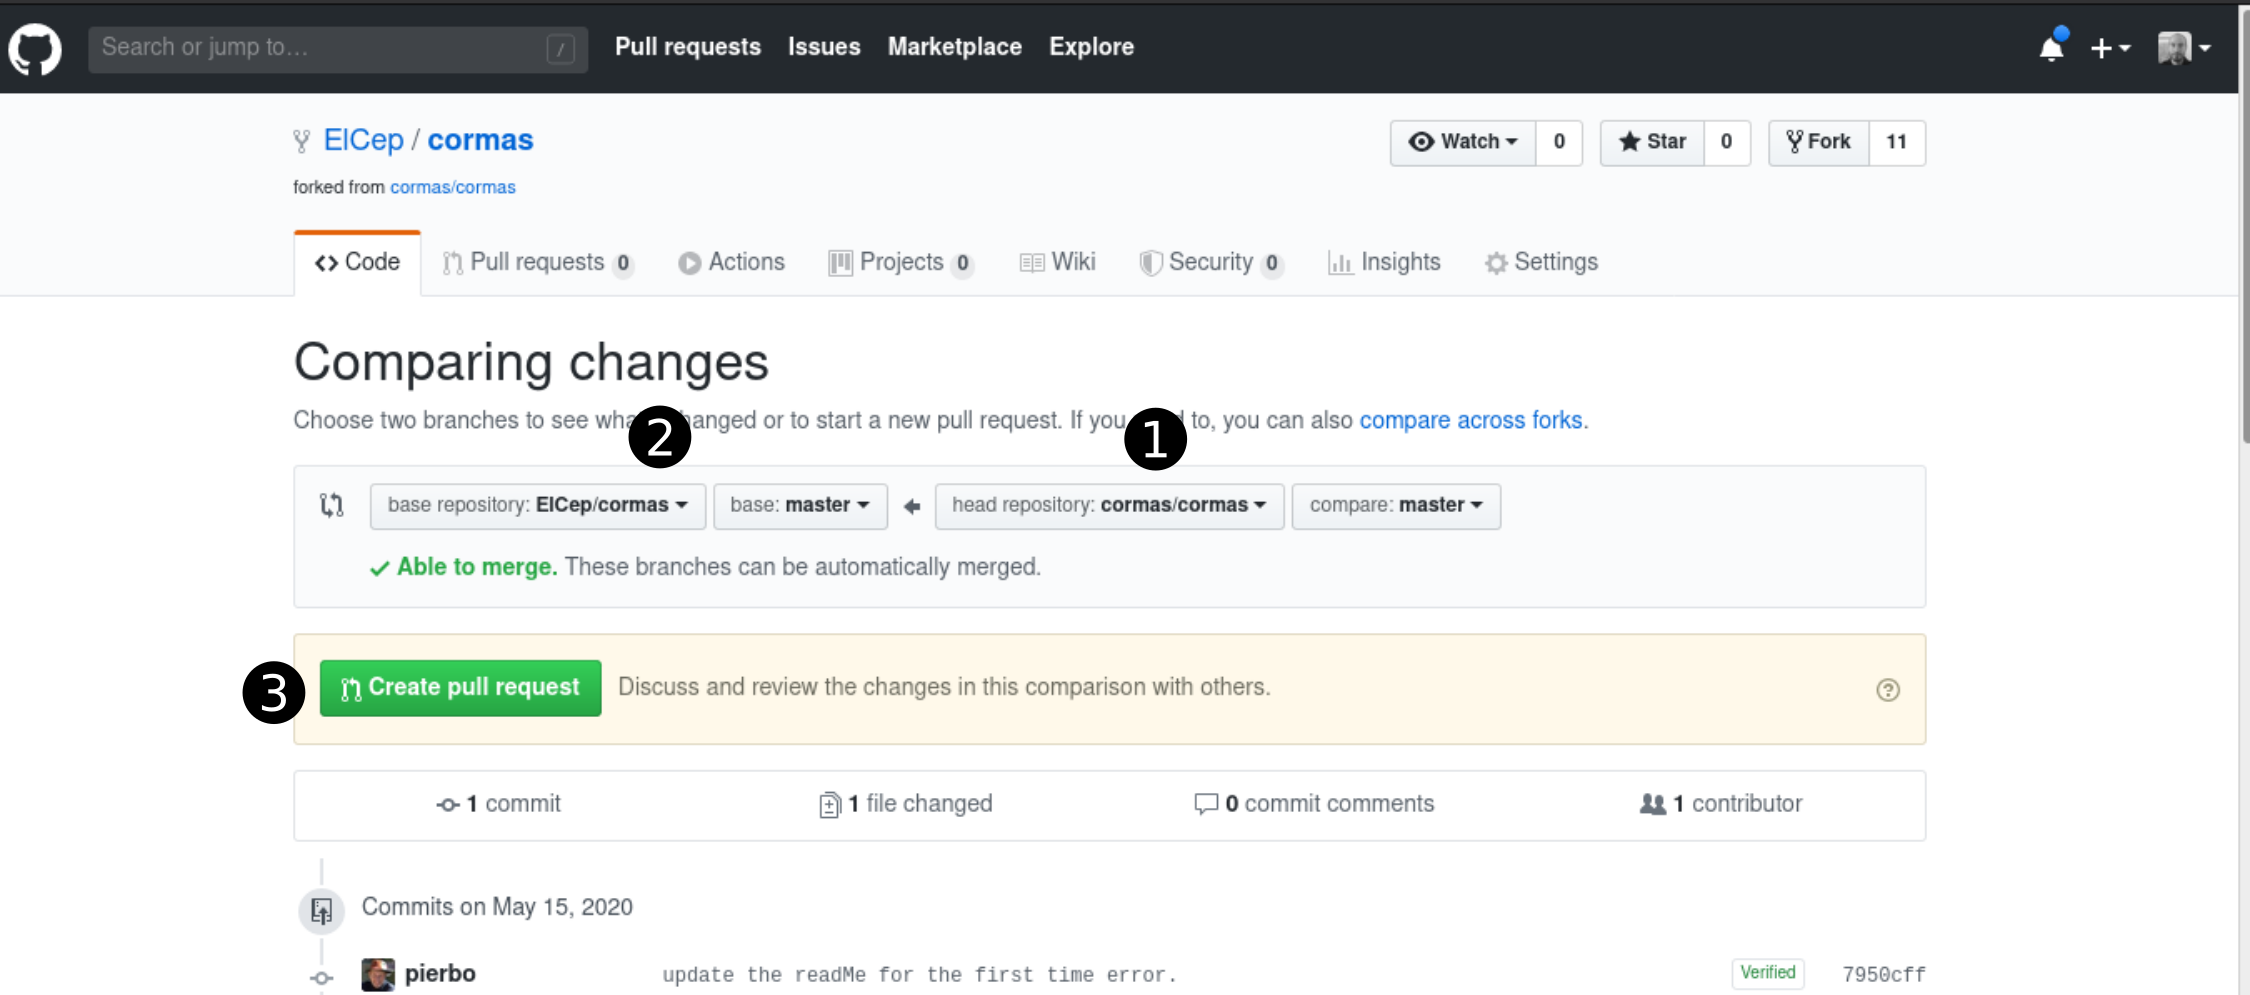 Search or jump to… / Pull requests Issues Marketplace Explore
ElCep / cormas Watch 0 Star 0 Fork 11
forked from cormas/cormas
Code Pull requests 0 Actions Projects 0 Wiki Security 0 Insights Settings
Comparing changes
Choose two branches to see anged or to start a new pull request. If you to, you can also compare across forks.
2 1
base repository: ElCep/cormas base: master head repository: cormas/cormas compare: master
Able to merge. These branches can be automatically merged.
3 Create pull request Discuss and review the changes in this comparison with others. ?
1 commit 1 file changed 0 commit comments 1 contributor
Commits on May 15, 2020
pierbo update the readMe for the first time error. Verified 7950cff